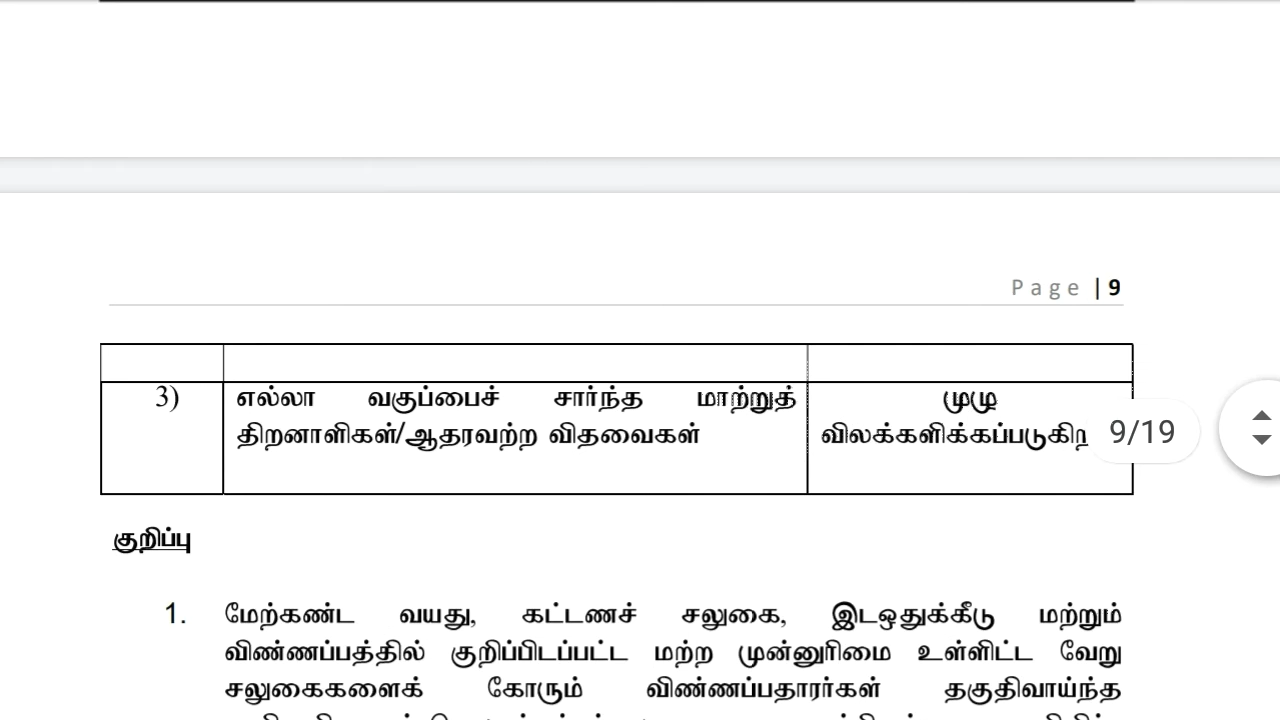 Page | 9
3) எல்லா வகுப்பைச் சார்ந்த மாற்றுத் முழு
திறனாளிகள்/ஆதரவற்ற விதவைகள் விலக்களிக்கப்படுகிற
9/19
குறிப்பு
1. மேற்கண்ட வயது, கட்டணச் சலுகை, இடஒதுக்கீடு மற்றும்
விண்ணப்பத்தில் குறிப்பிடப்பட்ட மற்ற முன்னுரிமை உள்ளிட்ட வேறு
சலுகைகளைக் கோரும் விண்ணப்பதாரர்கள் தகுதிவாய்ந்த